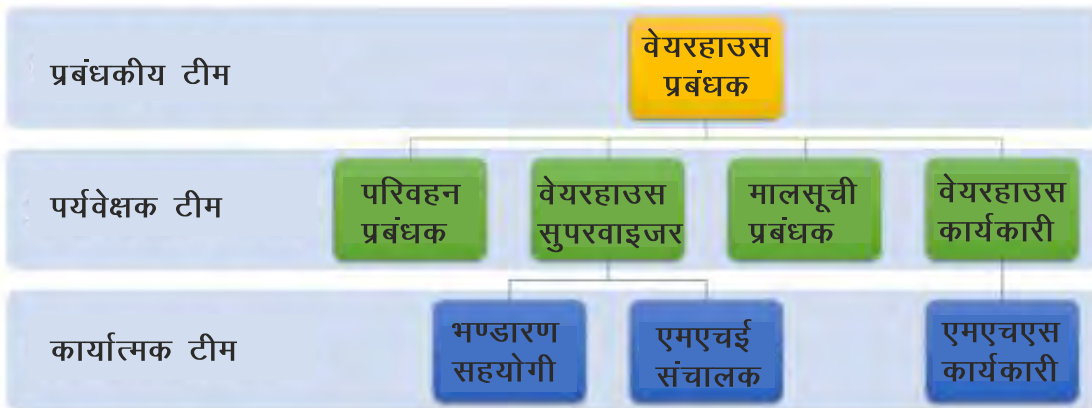 प्रबंधकीय टीम
वेयरहाउस
प्रबंधक
पर्यवेक्षक टीम
परिवहन
प्रबंधक
वेयरहाउस
सुपरवाइजर
मालसूची
प्रबंधक
वेयरहाउस
कार्यकारी
कार्यात्मक टीम
भण्डारण
सहयोगी
एमएचई
संचालक
एमएचएस
कार्यकारी